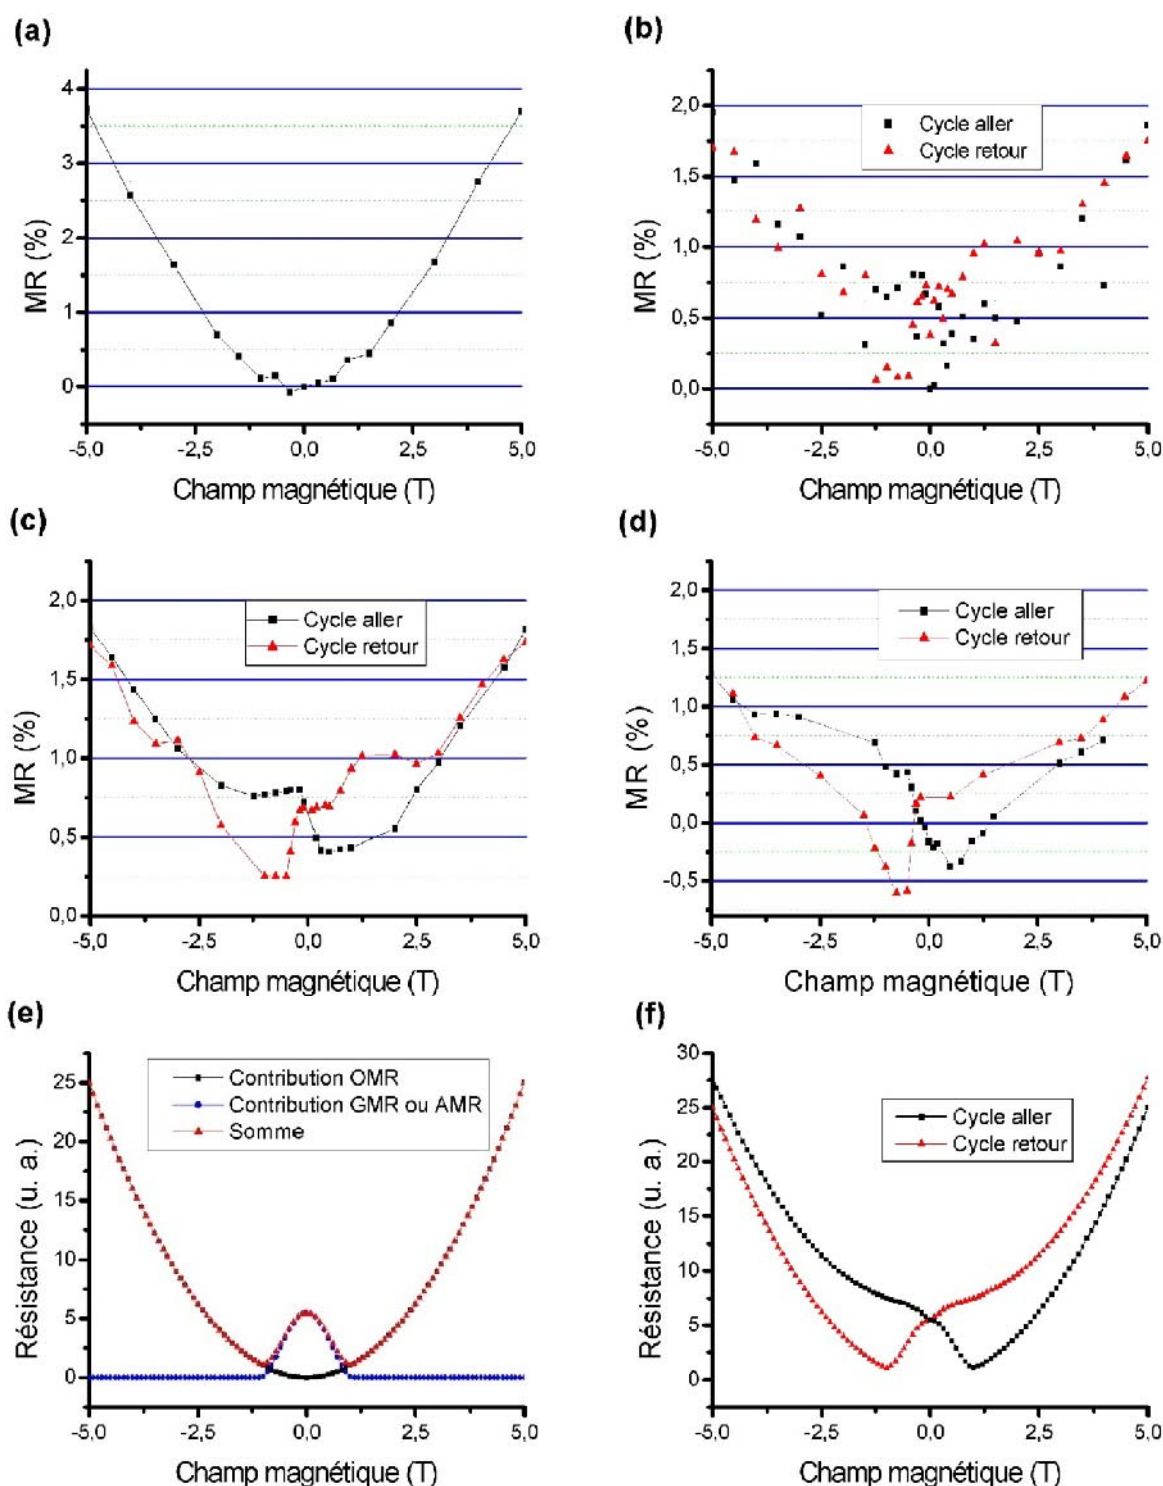 (a)
MR (%)
4
3
2
1
0
-5,0 -2,5 0,0 2,5 5,0
Champ magnétique (T)
(b)
MR (%)
2,0
1,5
1,0
0,5
0,0
Cycle aller
Cycle retour
-5,0 -2,5 0,0 2,5 5,0
Champ magnétique (T)
(c)
MR (%)
2,0
1,5
1,0
0,5
0,0
Cycle aller
Cycle retour
-5,0 -2,5 0,0 2,5 5,0
Champ magnétique (T)
(d)
MR (%)
2,0
1,5
1,0
0,5
0,0
-0,5
Cycle aller
Cycle retour
-5,0 -2,5 0,0 2,5 5,0
Champ magnétique (T)
(e)
Résistance (u. a.)
25
20
15
10
5
0
Contribution OMR
Contribution GMR ou AMR
Somme
-5,0 -2,5 0,0 2,5 5,0
Champ magnétique (T)
(f)
Résistance (u. a.)
30
25
20
15
10
5
0
Cycle aller
Cycle retour
-5,0 -2,5 0,0 2,5 5,0
Champ magnétique (T)